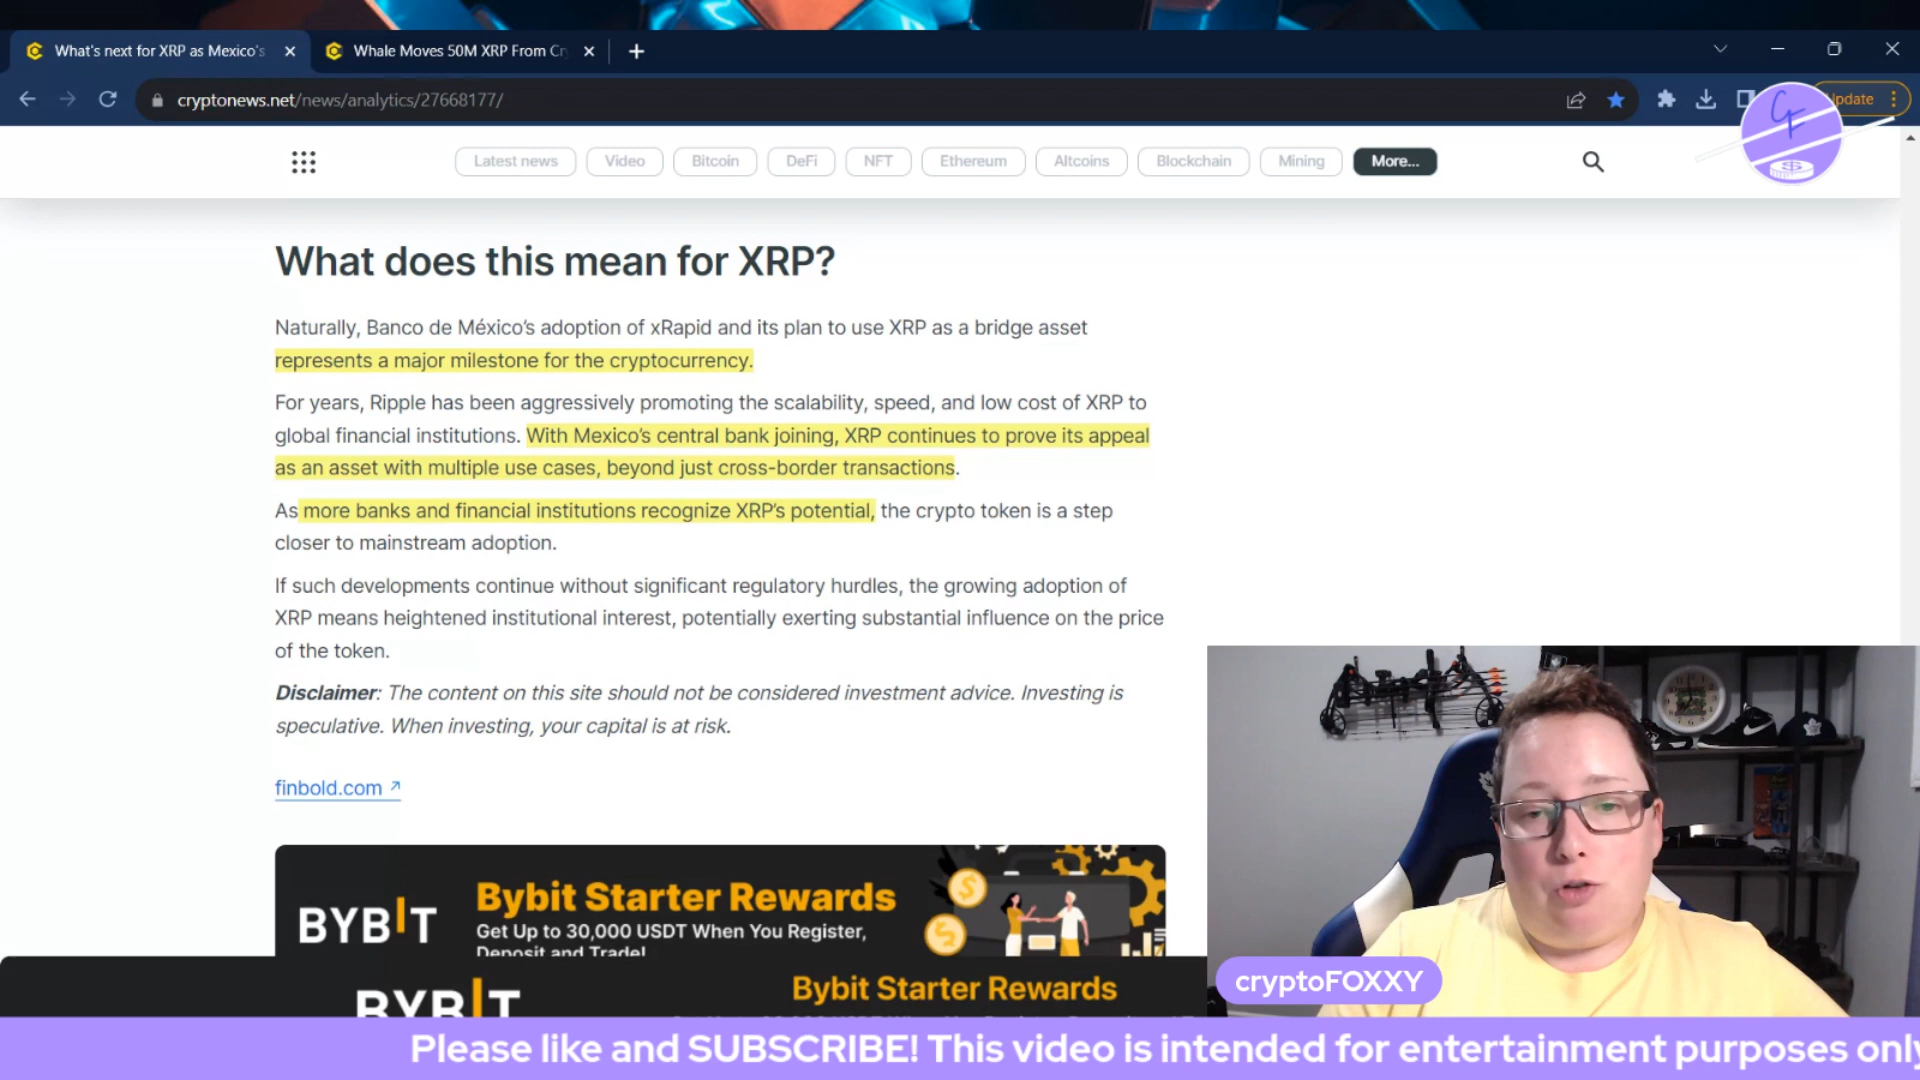 What's next for XRP as Mexico's
Whale Moves 50M XRP From Cr
cryptonews.net/news/analytics/27668177/
Update
CF
Latest news
Video
Bitcoin
DeFi
NFT
Ethereum
Altcoins
Blockchain
Mining
More...
What does this mean for XRP?
Naturally, Banco de México's adoption of xRapid and its plan to use XRP as a bridge asset
represents a major milestone for the cryptocurrency.
For years, Ripple has been aggressively promoting the scalability, speed, and low cost of XRP to
global financial institutions. With Mexico's central bank joining, XRP continues to prove its appeal
as an asset with multiple use cases, beyond just cross-border transactions.
As more banks and financial institutions recognize XRP's potential, the crypto token is a step
closer to mainstream adoption.
If such developments continue without significant regulatory hurdles, the growing adoption of
XRP means heightened institutional interest, potentially exerting substantial influence on the price
of the token.
Disclaimer: The content on this site should not be considered investment advice. Investing is
speculative. When investing, your capital is at risk.
finbold.com ↗
BYBIT
Bybit Starter Rewards
Get Up to 30,000 USDT When You Register,
Deposit and Trade!
BYBIT
Bybit Starter Rewards
cryptoFOXXY
Please like and SUBSCRIBE! This video is intended for entertainment purposes only